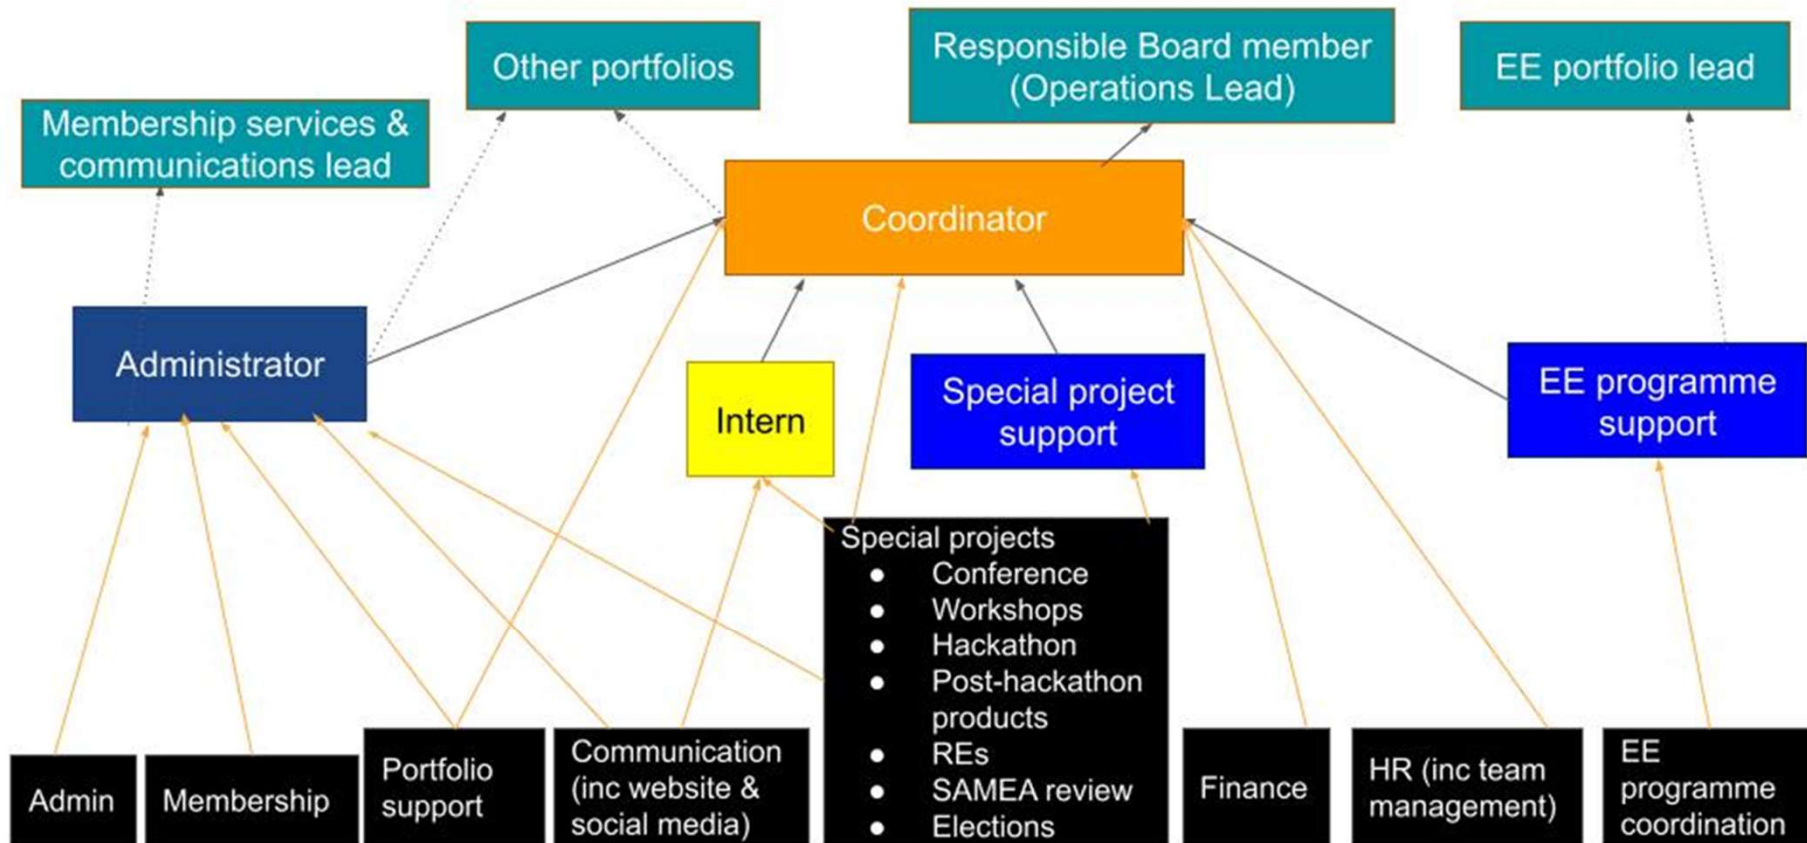 Other portfolios
Responsible Board member
(Operations Lead)
EE portfolio lead
Membership services &
communications lead
Coordinator
Administrator
Intern
Special project
support
EE programme
support
Special projects
● Conference
● Workshops
● Hackathon
● Post-hackathon
products
● REs
● SAMEA review
● Elections
Admin
Membership
Portfolio
support
Communication
(inc website &
social media)
Finance
HR (inc team
management)
EE
programme
coordination